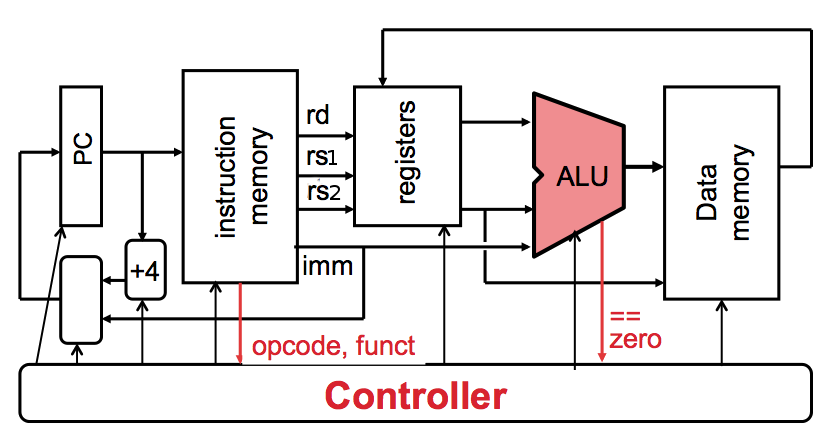 PC
+4
instruction
memory
rd
rs1
rs2
imm
registers
ALU
Data
memory
opcode, funct
==
zero
Controller